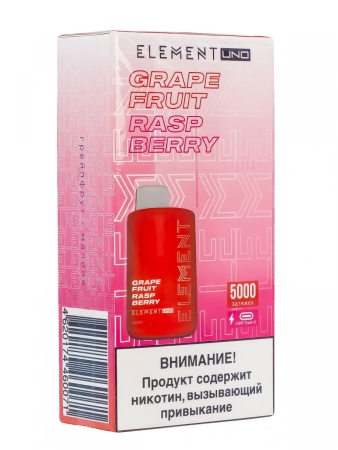 ELEMENT UNO
GRAPE
FRUIT
RASP
BERRY
грейпфрут, малина
GRAPE
FRUIT
RASP
BERRY
ELEMENT UNO
ELEMENT
5000
затяжек
4620174460071
ВНИМАНИЕ!
Продукт содержит
никотин, вызывающий
привыкание